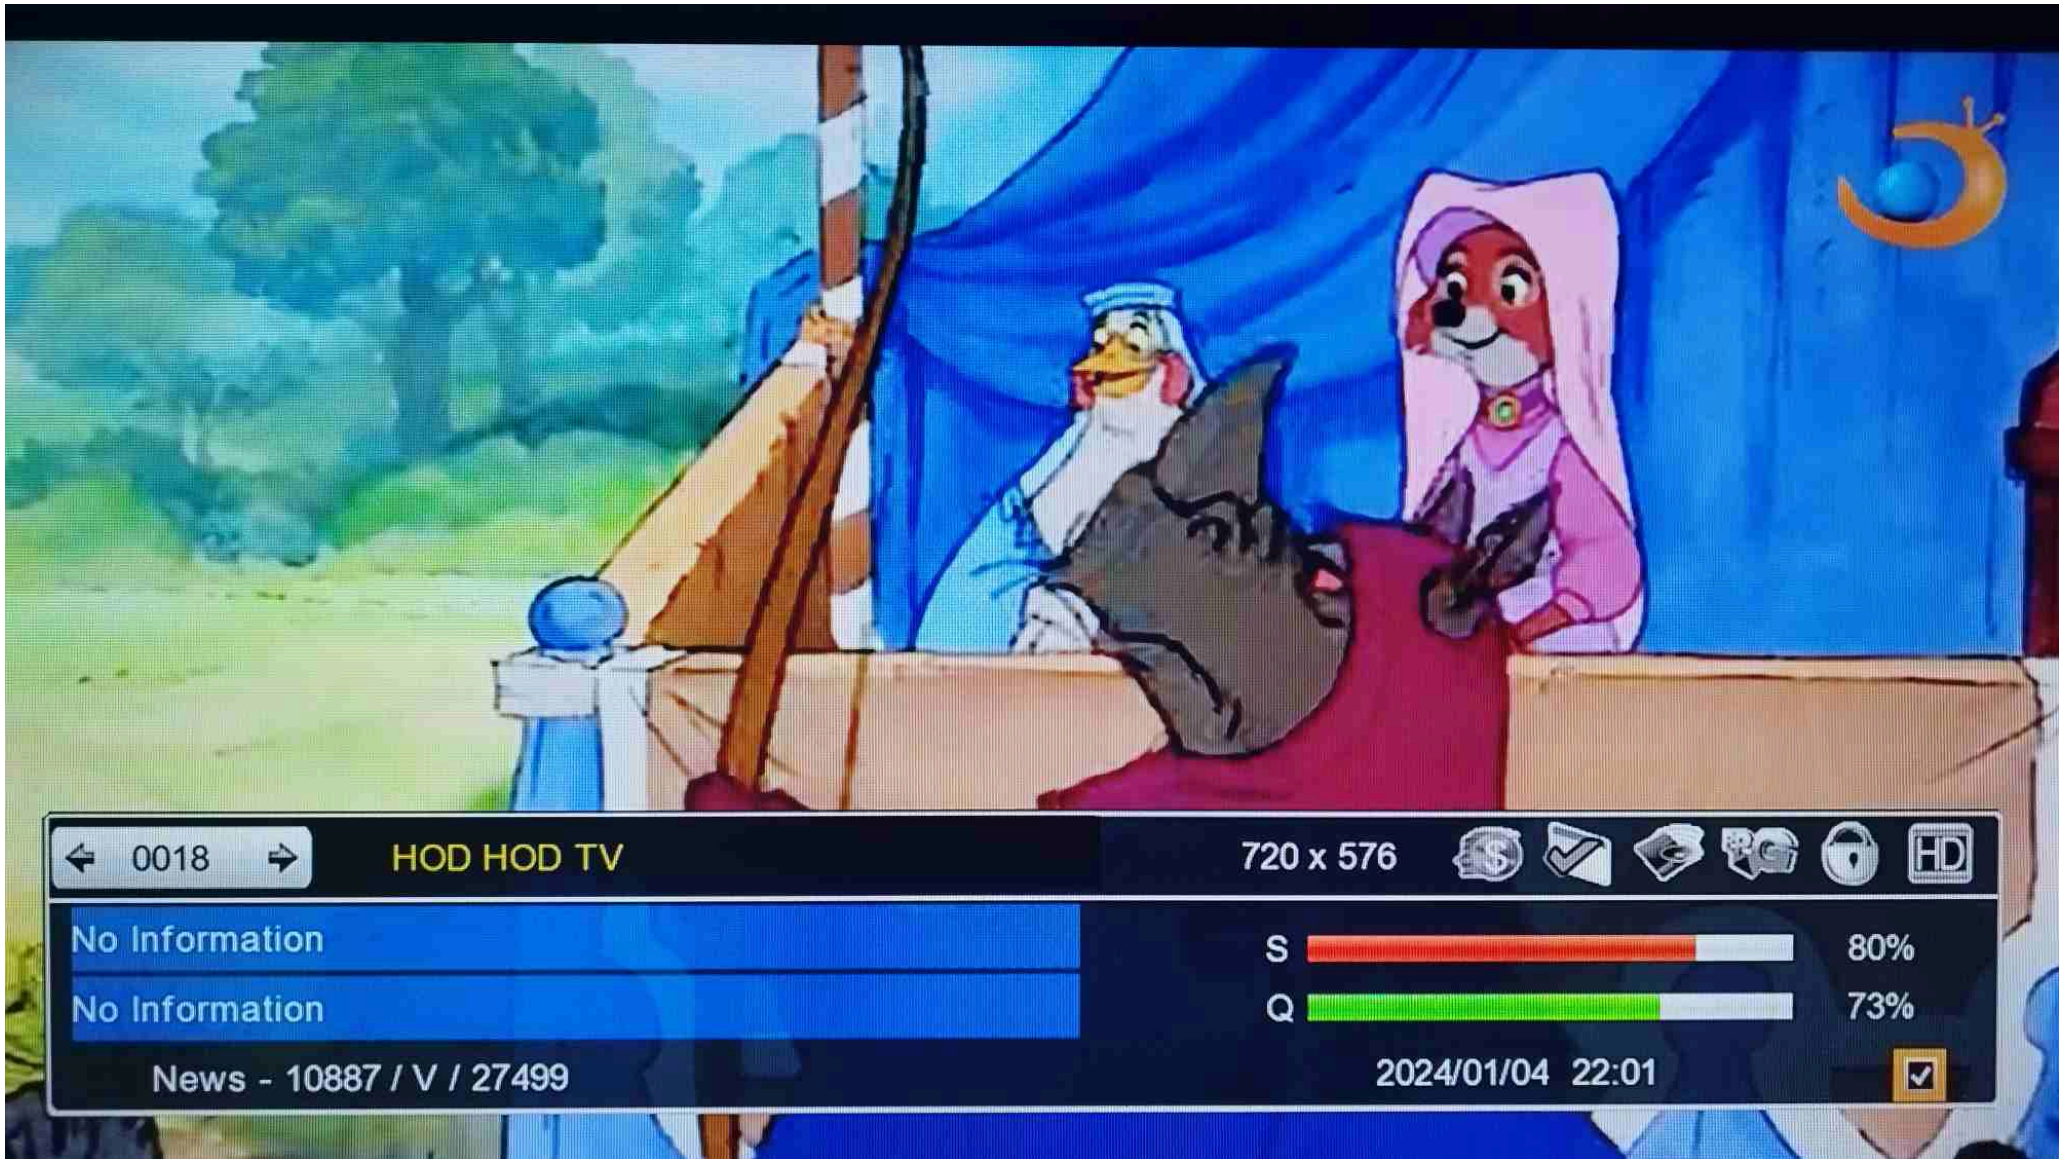 0018
HOD HOD TV
720 x 576
$
HD
No Information
No Information
S 80%
Q 73%
News - 10887 / V / 27499
2024/01/04 22:01